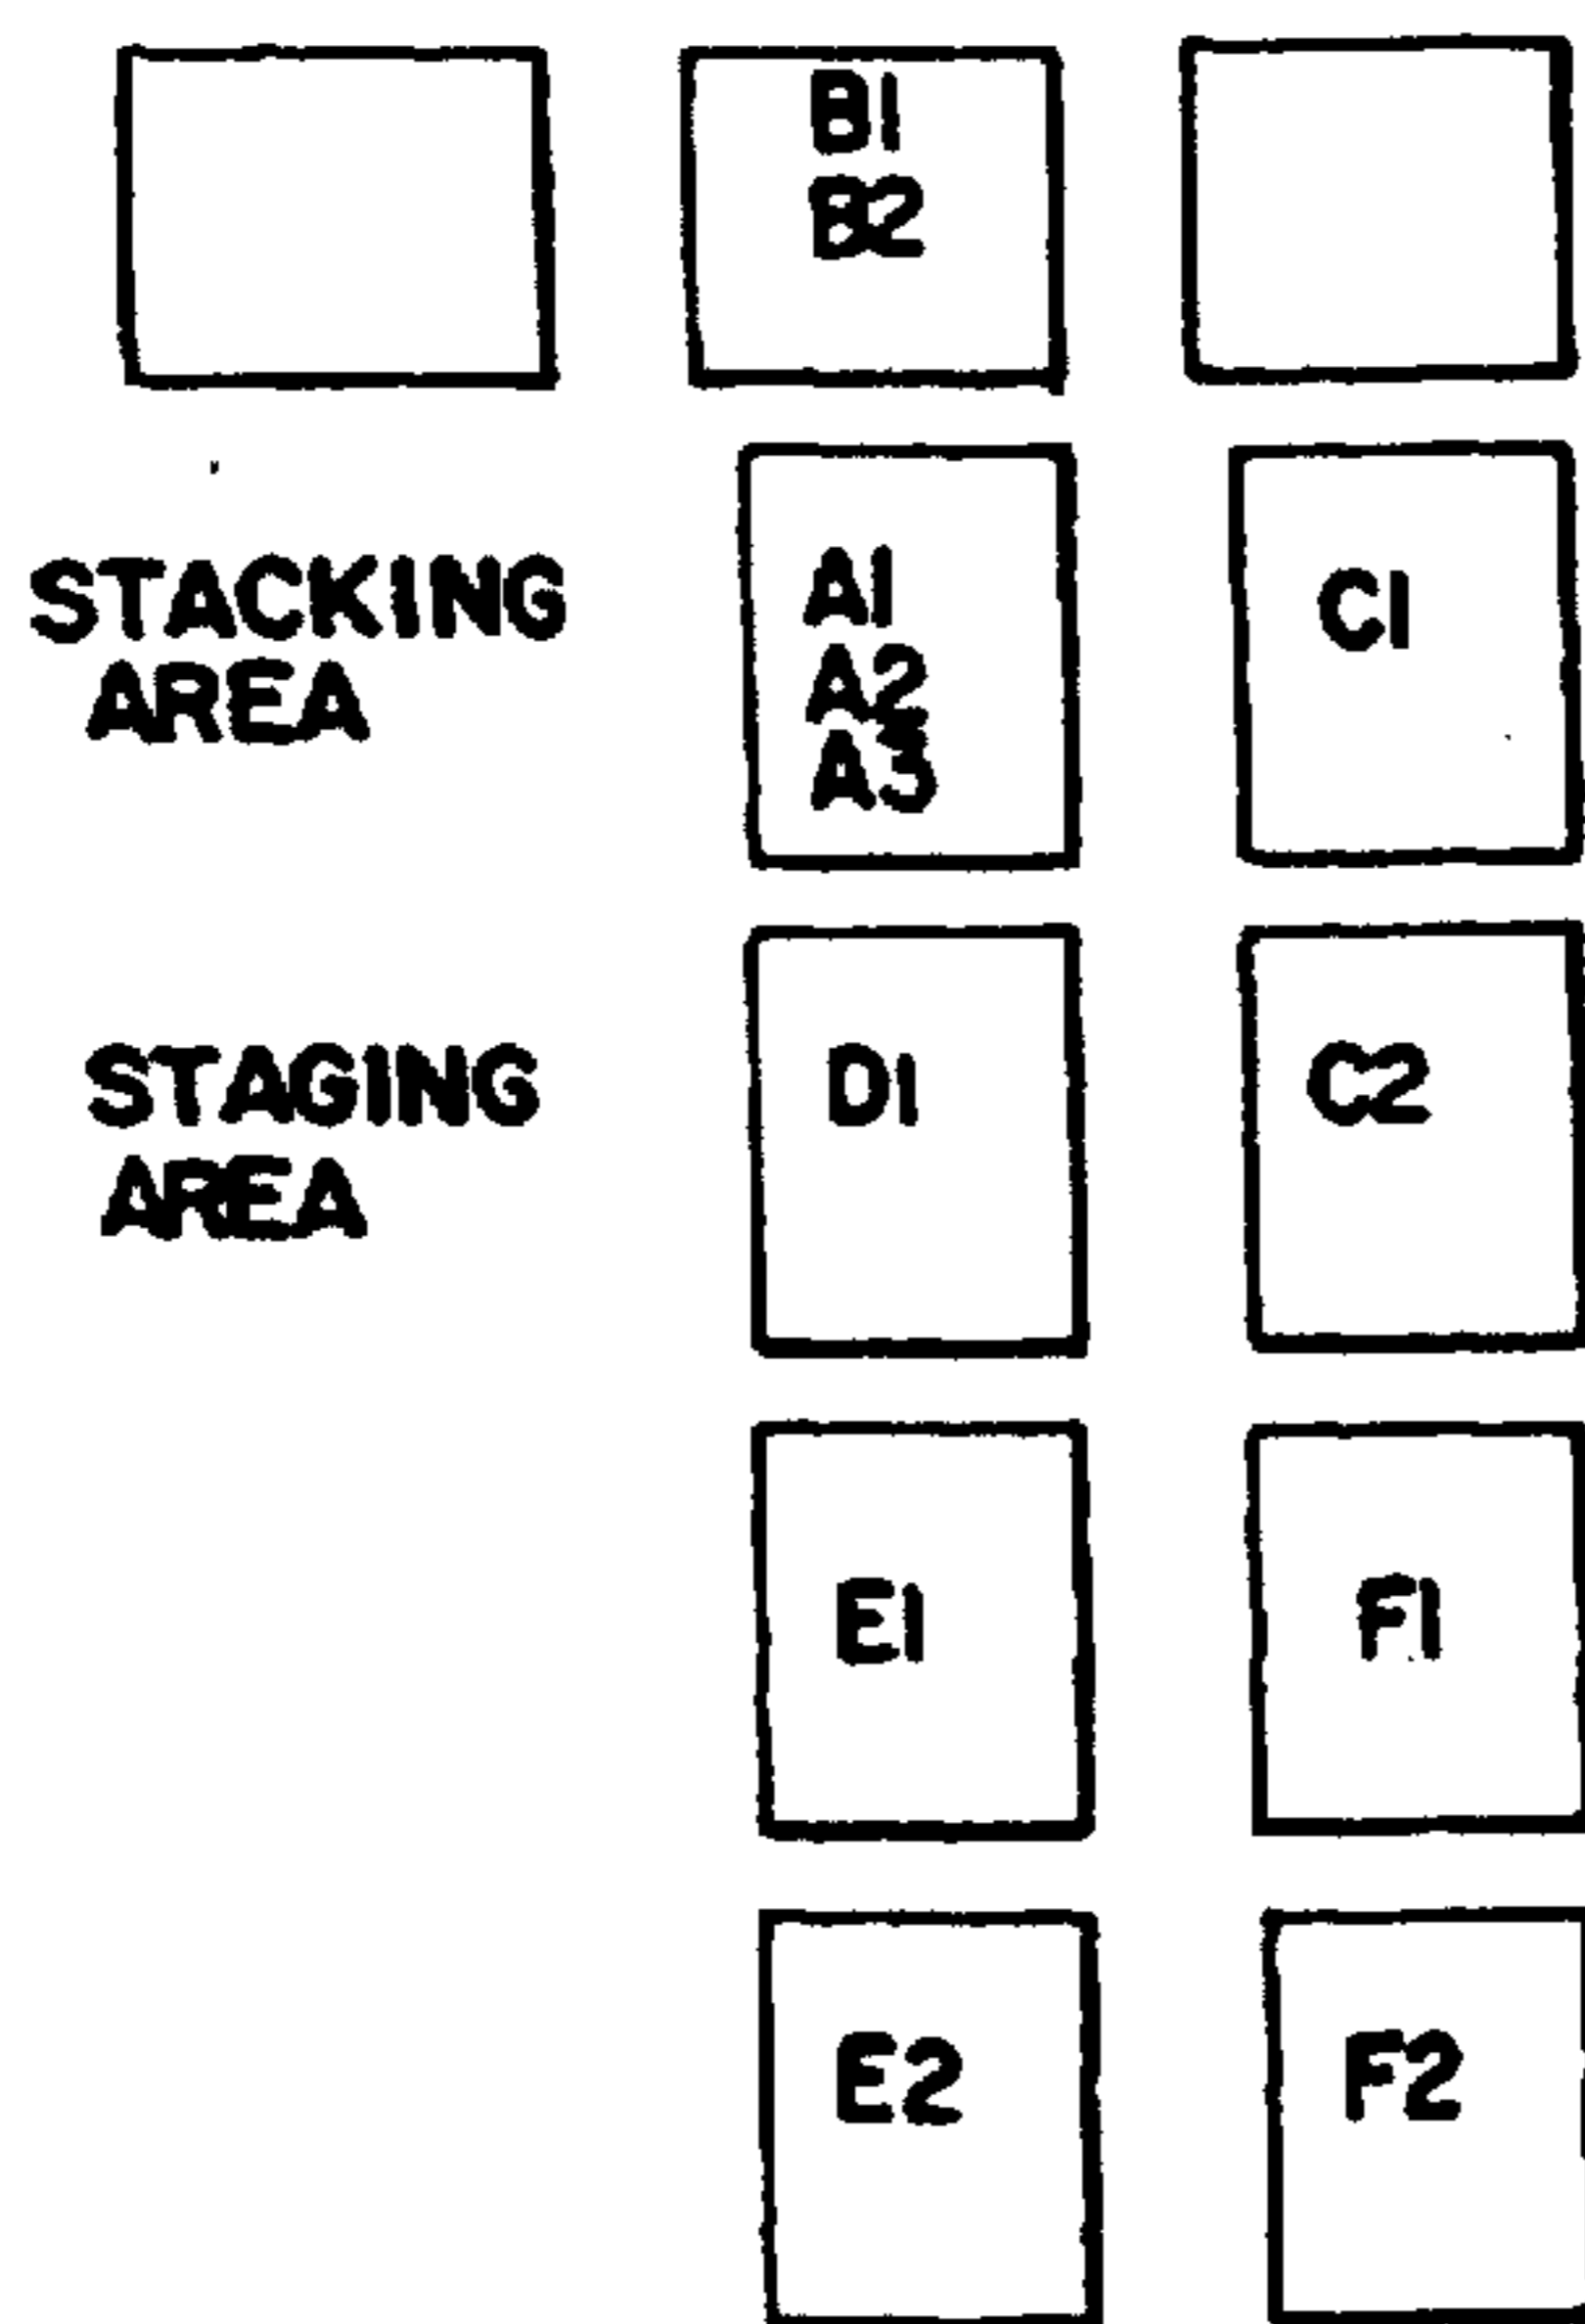 B1
B2
STACKING
AREA
A1
A2
A3
C1
STAGING
AREA
D1
C2
E1
F1
E2
F2